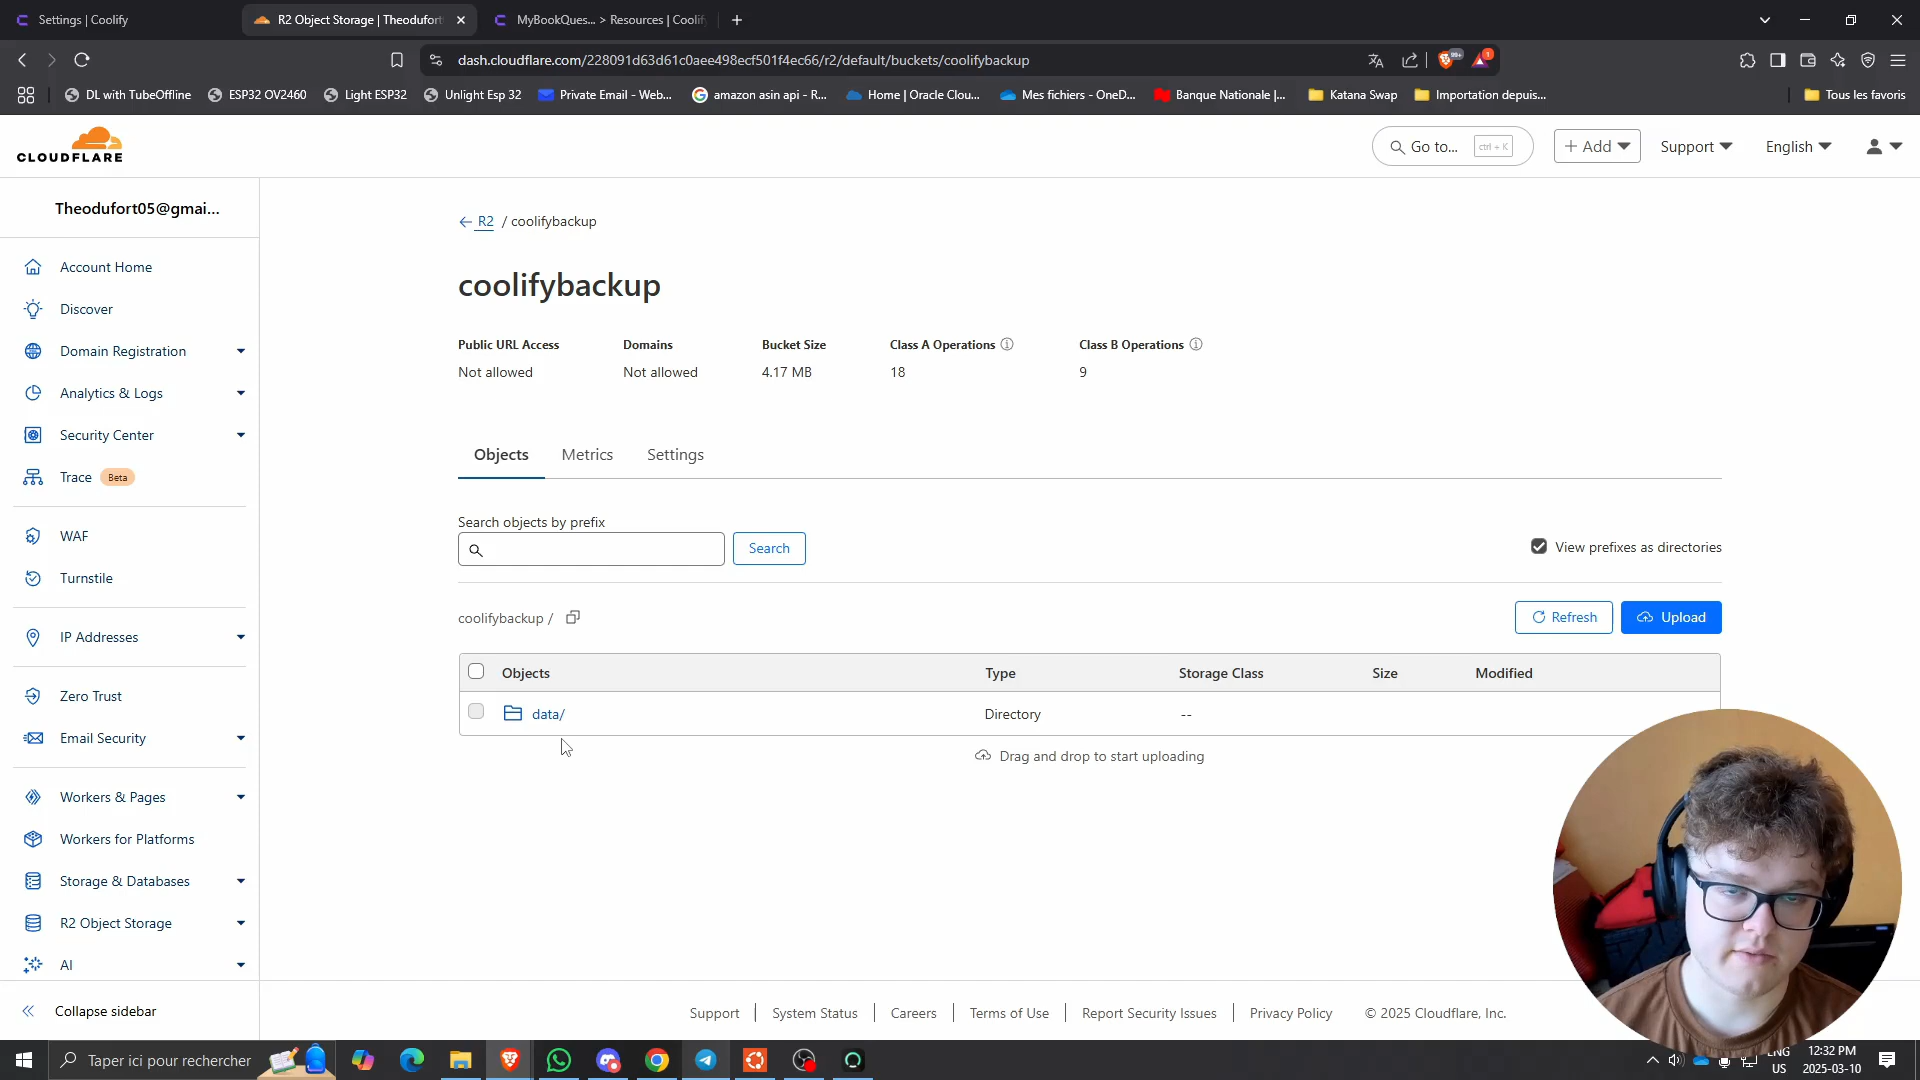 Settings | Coolify
R2 Object Storage | Theodufort
MyBookQues... > Resources | Coolify
dash.cloudflare.com/228091d63d61c0aee498ecf501f4ec66/r2/default/buckets/coolifybackup
99+
1
DL with TubeOffline
ESP32 OV2460
Light ESP32
Unlight Esp 32
Private Email - Web...
amazon asin api - R...
Home | Oracle Clou...
Mes fichiers - OneD...
Banque Nationale |...
Katana Swap
Importation depuis...
Tous les favoris
CLOUDFLARE
Go to...
ctrl + K
Add
Support
English
Theodufort05@gmai...
Account Home
Discover
Domain Registration
Analytics & Logs
Security Center
Trace Beta
WAF
Turnstile
IP Addresses
Zero Trust
Email Security
Workers & Pages
Workers for Platforms
Storage & Databases
R2 Object Storage
AI
Collapse sidebar
R2 / coolifybackup
coolifybackup
Public URL Access
Domains
Bucket Size
Class A Operations
Class B Operations
Not allowed
Not allowed
4.17 MB
18
9
Objects
Metrics
Settings
Search objects by prefix
Search
View prefixes as directories
coolifybackup /
Refresh
Upload
Objects
Type
Storage Class
Size
Modified
data/
Directory
--
Drag and drop to start uploading
Support
System Status
Careers
Terms of Use
Report Security Issues
Privacy Policy
© 2025 Cloudflare, Inc.
Taper ici pour rechercher
ENG
US
12:32 PM
2025-03-10